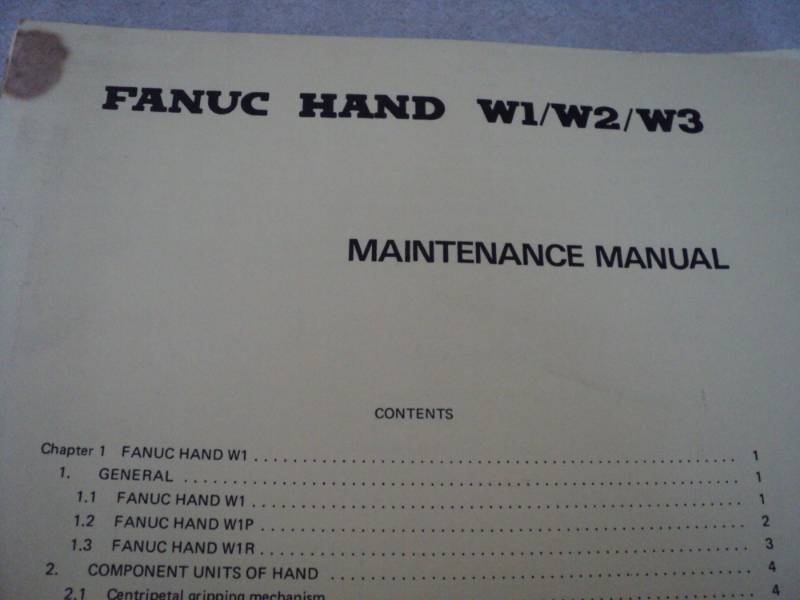 FANUC HAND W1/W2/W3
MAINTENANCE MANUAL
CONTENTS
Chapter 1 FANUC HAND W1 . . . . . . . . . . . . . . . . . . . . . . . . . . . . . . . . . . . . . . . . 1
1. GENERAL . . . . . . . . . . . . . . . . . . . . . . . . . . . . . . . . . . . . . . . . 1
1.1 FANUC HAND W1 . . . . . . . . . . . . . . . . . . . . . . . . . . . . . . . . . . . . . . . . 1
1.2 FANUC HAND W1P . . . . . . . . . . . . . . . . . . . . . . . . . . . . . . . . . . . . . . . . 2
1.3 FANUC HAND W1R . . . . . . . . . . . . . . . . . . . . . . . . . . . . . . . . . . . . . . . . 3
2. COMPONENT UNITS OF HAND . . . . . . . . . . . . . . . . . . . . . . . . . . . . . . . . . . . 4
2.1 Centripetal gripping mechanism . . . . . . . . . . . . . . . . . . . . . . . . . . . . . . . . . . . 4